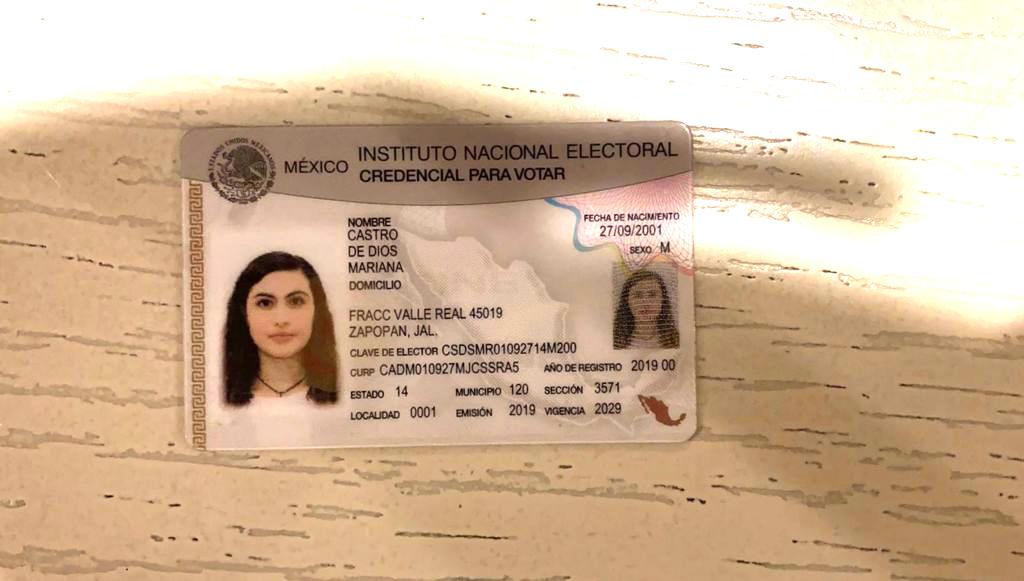 ESTADOS UNIDOS MEXICANOS
MÉXICO INSTITUTO NACIONAL ELECTORAL
CREDENCIAL PARA VOTAR
NOMBRE
CASTRO
DE DIOS
MARIANA
FECHA DE NACIMIENTO
27/09/2001
SEXO M
DOMICILIO
FRACC VALLE REAL 45019
ZAPOPAN, JAL.
CLAVE DE ELECTOR CSDSMR01092714M200
CURP CADM010927MJCSSRA5 AÑO DE REGISTRO 2019 00
ESTADO 14 MUNICIPIO 120 SECCIÓN 3571
LOCALIDAD 0001 EMISIÓN 2019 VIGENCIA 2029